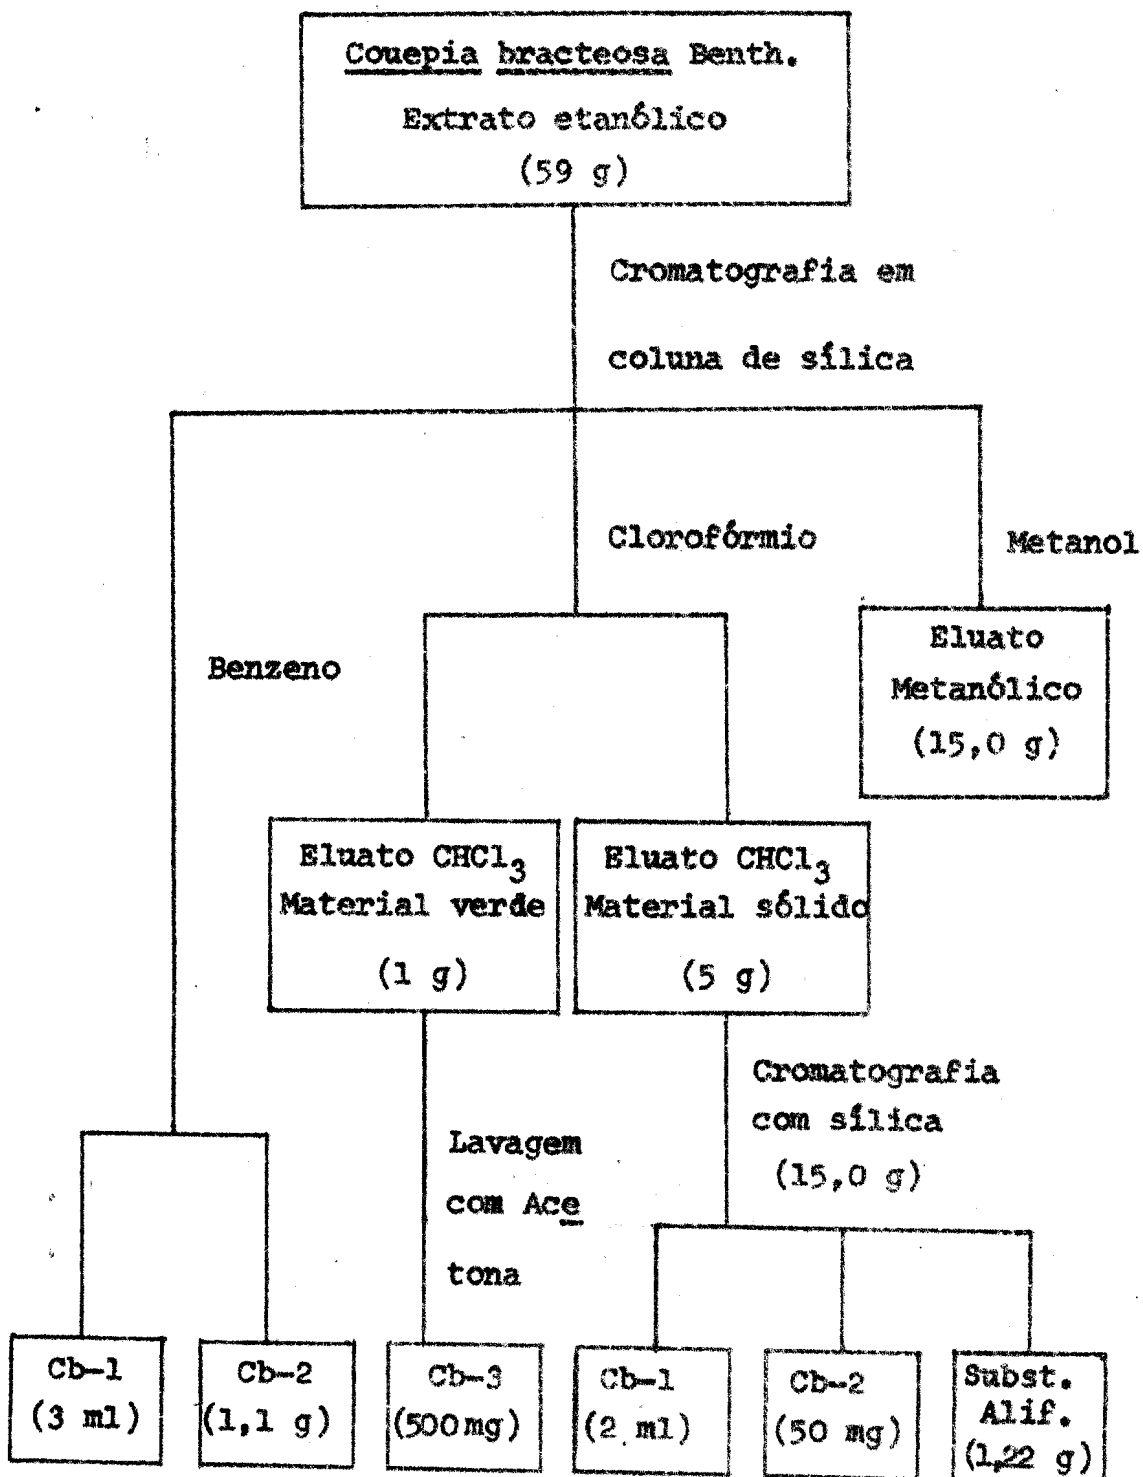 Couepia bracteosa Benth.
Extrato etanólico
(59 g)
Cromatografia em
coluna de sílica
Clorofórmio
Metanol
Benzeno
Eluato
Metanólico
(15,0 g)
Eluato CHCl3
Material verde
(1 g)
Eluato CHCl3
Material sólido
(5 g)
Cromatografia
com sílica
(15,0 g)
Lavagem
com Ace
tona
Cb-1
(3 ml)
Cb-2
(1,1 g)
Cb-3
(500mg)
Cb-1
(2 ml)
Cb-2
(50 mg)
Subst.
Alif.
(1,22 g)